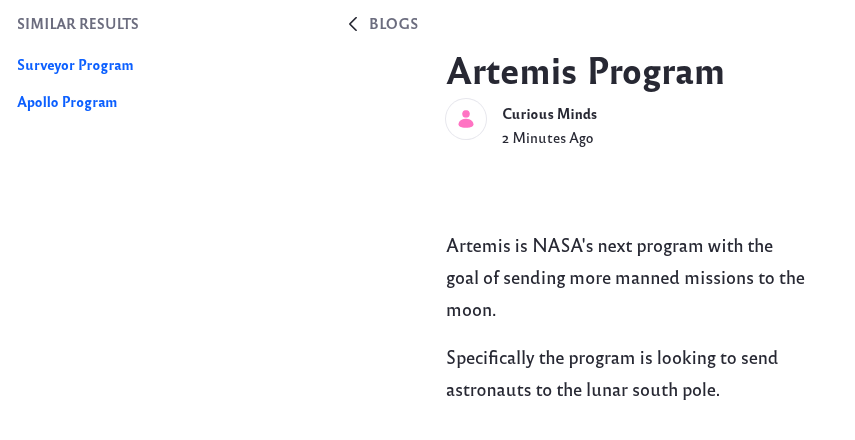 SIMILAR RESULTS
Surveyor Program
Apollo Program
BLOGS
Artemis Program
Curious Minds
2 Minutes Ago
Artemis is NASA's next program with the
goal of sending more manned missions to the
moon.
Specifically the program is looking to send
astronauts to the lunar south pole.